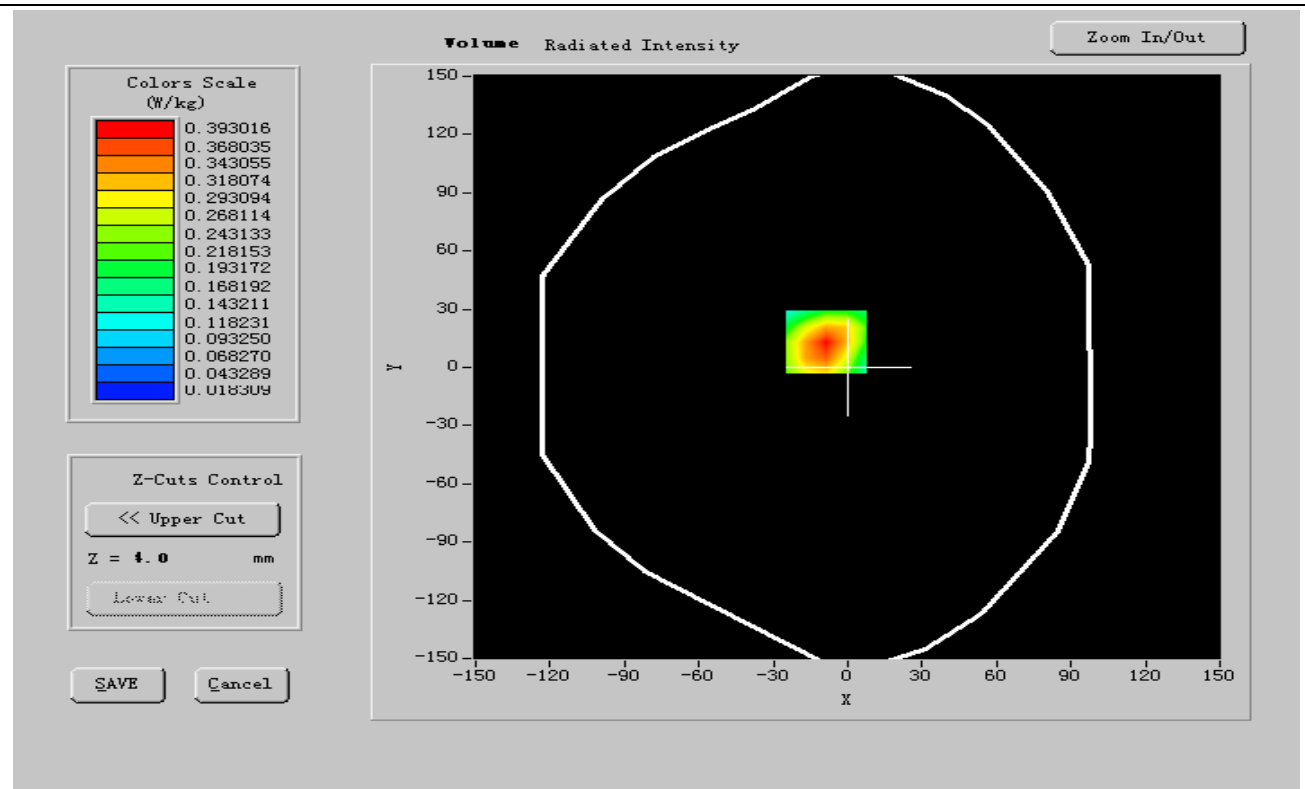 Volume Radiated Intensity
Zoom In/Out
Colors Scale
(W/kg)
0.393016
0.368035
0.343055
0.318074
0.293094
0.268114
0.243133
0.218153
0.193172
0.168192
0.143211
0.118231
0.093250
0.068270
0.043289
0.018309
Z-Cuts Control
<< Upper Cut
Z = 4.0 mm
Lower Cut
SAVE
Cancel
150
120
90
60
30
0
-30
-60
-90
-120
-150
Y
-150 -120 -90 -60 -30 0 30 60 90 120 150
X